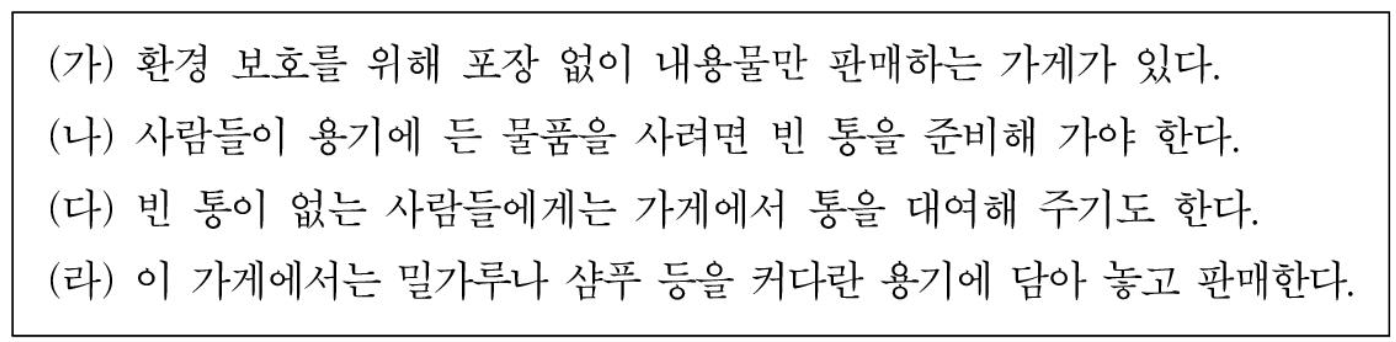 (가) 환경 보호를 위해 포장 없이 내용물만 판매하는 가게가 있다.
(나) 사람들이 용기에 든 물품을 사려면 빈 통을 준비해 가야 한다.
(다) 빈 통이 없는 사람들에게는 가게에서 통을 대여해 주기도 한다.
(라) 이 가게에서는 밀가루나 샴푸 등을 커다란 용기에 담아 놓고 판매한다.